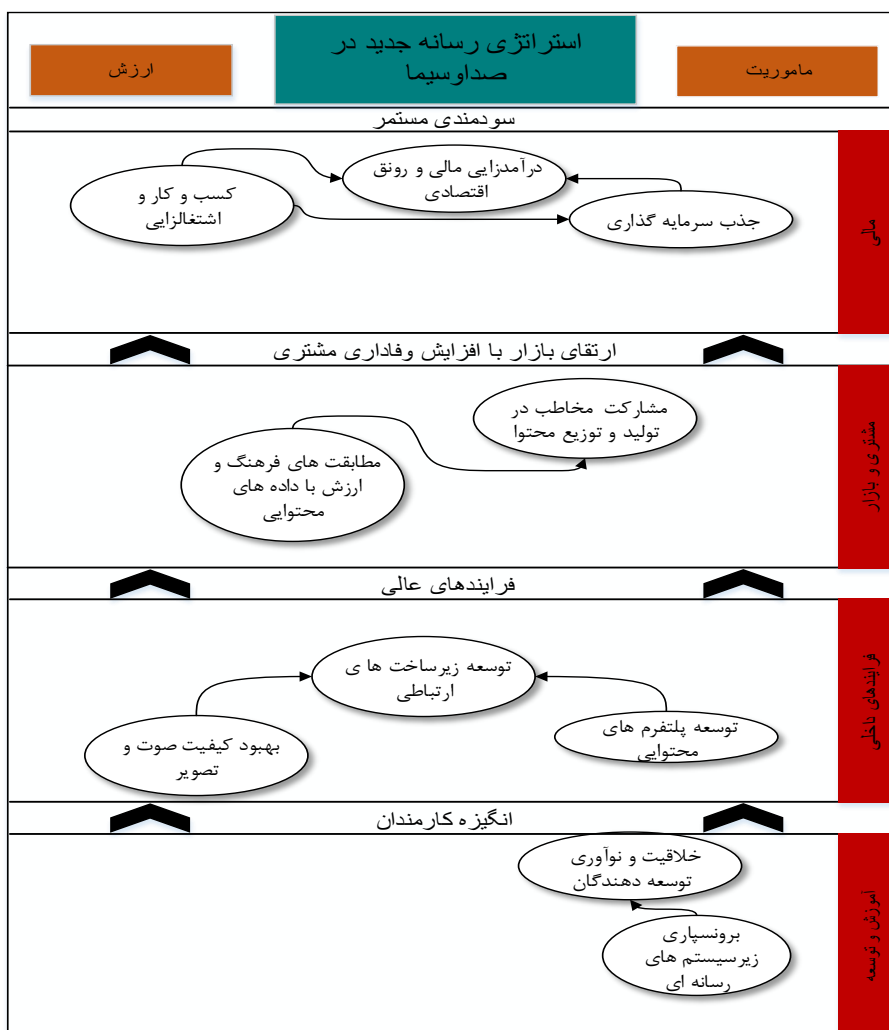 ماموریت
استراتژی رسانه جدید در
صداوسیما
ارزش
سودمندی مستمر
مالی
درآمدزایی مالی و رونق
اقتصادی
کسب و کار و
اشتغالزایی
جذب سرمایه گذاری
ارتقای بازار با افزایش وفاداری مشتری
مشتری و بازار
مشارکت مخاطب در
تولید و توزیع محتوا
مطابقت های فرهنگ و
ارزش با داده های
محتوایی
فرایندهای عالی
فرایندهای داخلی
توسعه زیرساخت ها ی
ارتباطی
توسعه پلتفرم های
محتوایی
بهبود کیفیت صوت و
تصویر
انگیزه کارمندان
آموزش و توسعه
خلاقیت و نوآوری
توسعه دهندگان
برونسپاری
زیرسیستم های
رسانه ای